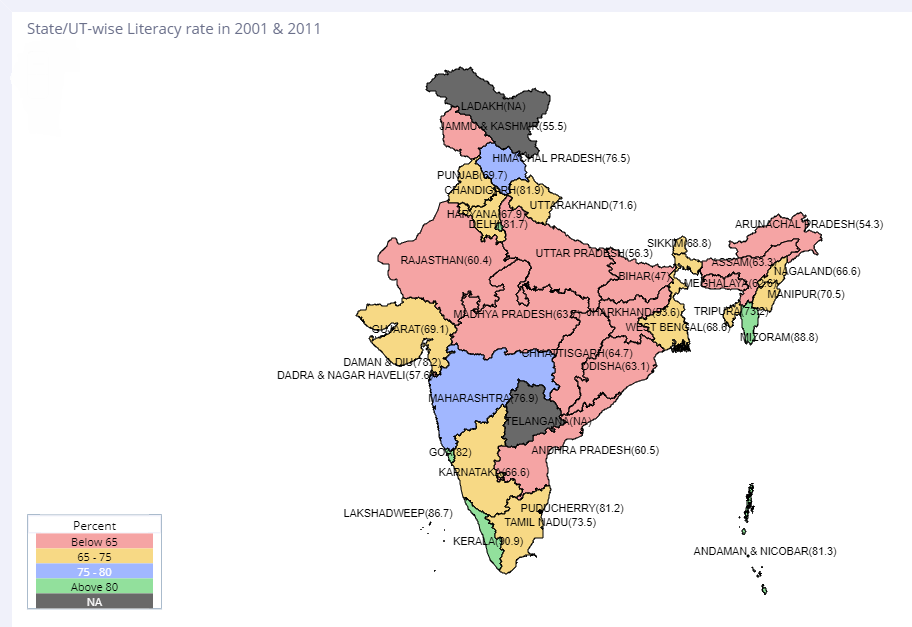 State/UT-wise Literacy rate in 2001 & 2011
LADAKH(NA)
JAMMU & KASHMIR(55.5)
HIMACHAL PRADESH(76.5)
PUNJAB(69.7)
CHANDIGARH(81.9)
UTTARAKHAND(71.6)
HARYANA(67.9)
DELHI(81.7)
ARUNACHAL PRADESH(54.3)
SIKKIM(68.8)
UTTAR PRADESH(56.3)
RAJASTHAN(60.4)
ASSAM(63.3)
NAGALAND(66.6)
BIHAR(47)
MEGHALAYA(62.6)
MANIPUR(70.5)
TRIPURA(73.2)
MADHYA PRADESH(63.7)
JHARKHAND(53.6)
WEST BENGAL(68.6)
GUJARAT(69.1)
MIZORAM(88.8)
CHHATTISGARH(64.7)
DAMAN & DIU(78.2)
ODISHA(63.1)
DADRA & NAGAR HAVELI(57.6)
MAHARASHTRA(76.9)
TELANGANA(NA)
GOA(82)
ANDHRA PRADESH(60.5)
KARNATAKA(66.6)
LAKSHADWEEP(86.7)
PUDUCHERRY(81.2)
TAMIL NADU(73.5)
KERALA(90.9)
ANDAMAN & NICOBAR(81.3)
Percent
Below 65
65 - 75
75 - 80
Above 80
NA